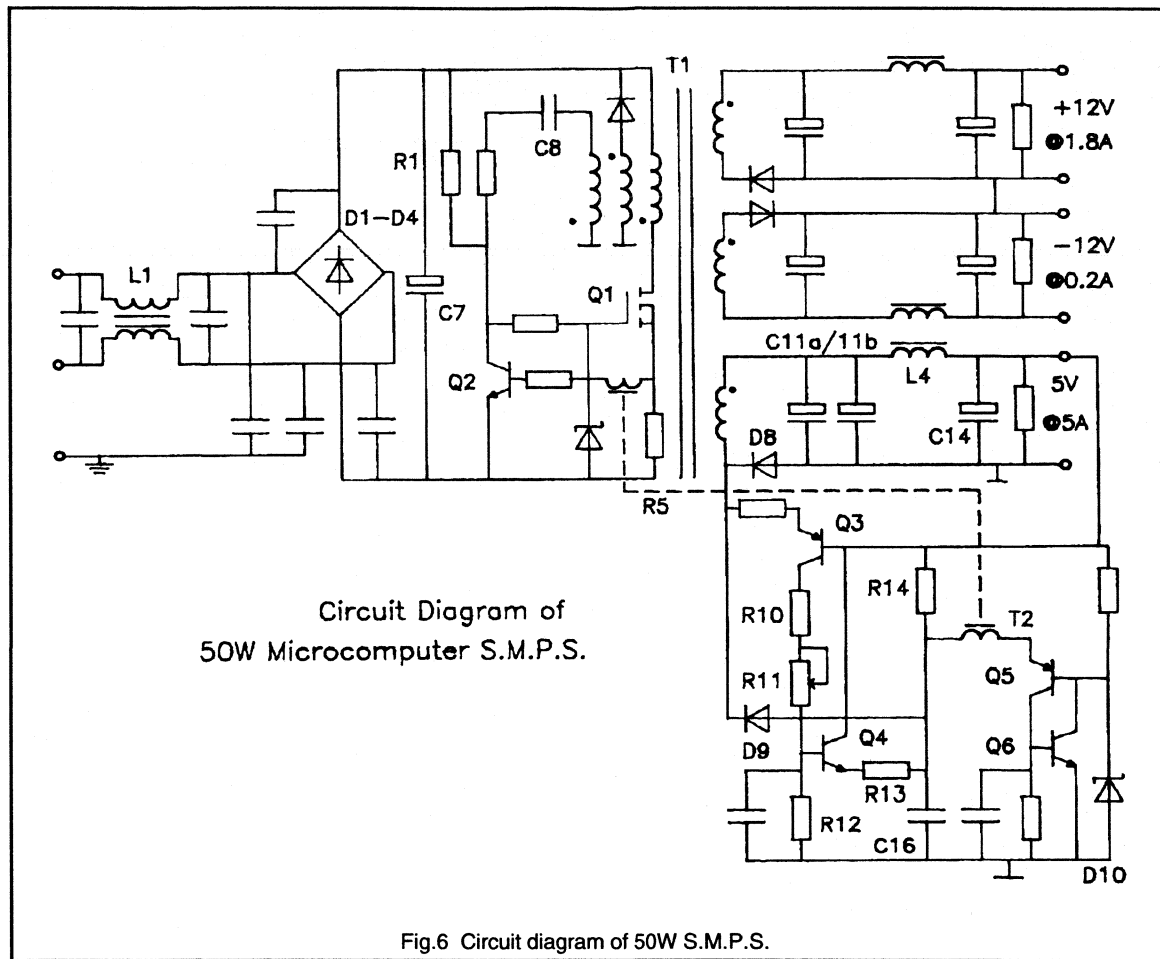 T1
+12V
@1.8A
R1
C8
D1-D4
L1
-12V
@0.2A
Q1
C7
C11a/11b
L4
5V
@5A
Q2
D8
C14
R5
Q3
R14
Circuit Diagram of
50W Microcomputer S.M.P.S.
R10
T2
R11
Q5
D9
Q4
Q6
R13
R12
C16
D10
Fig.6 Circuit diagram of 50W S.M.P.S.